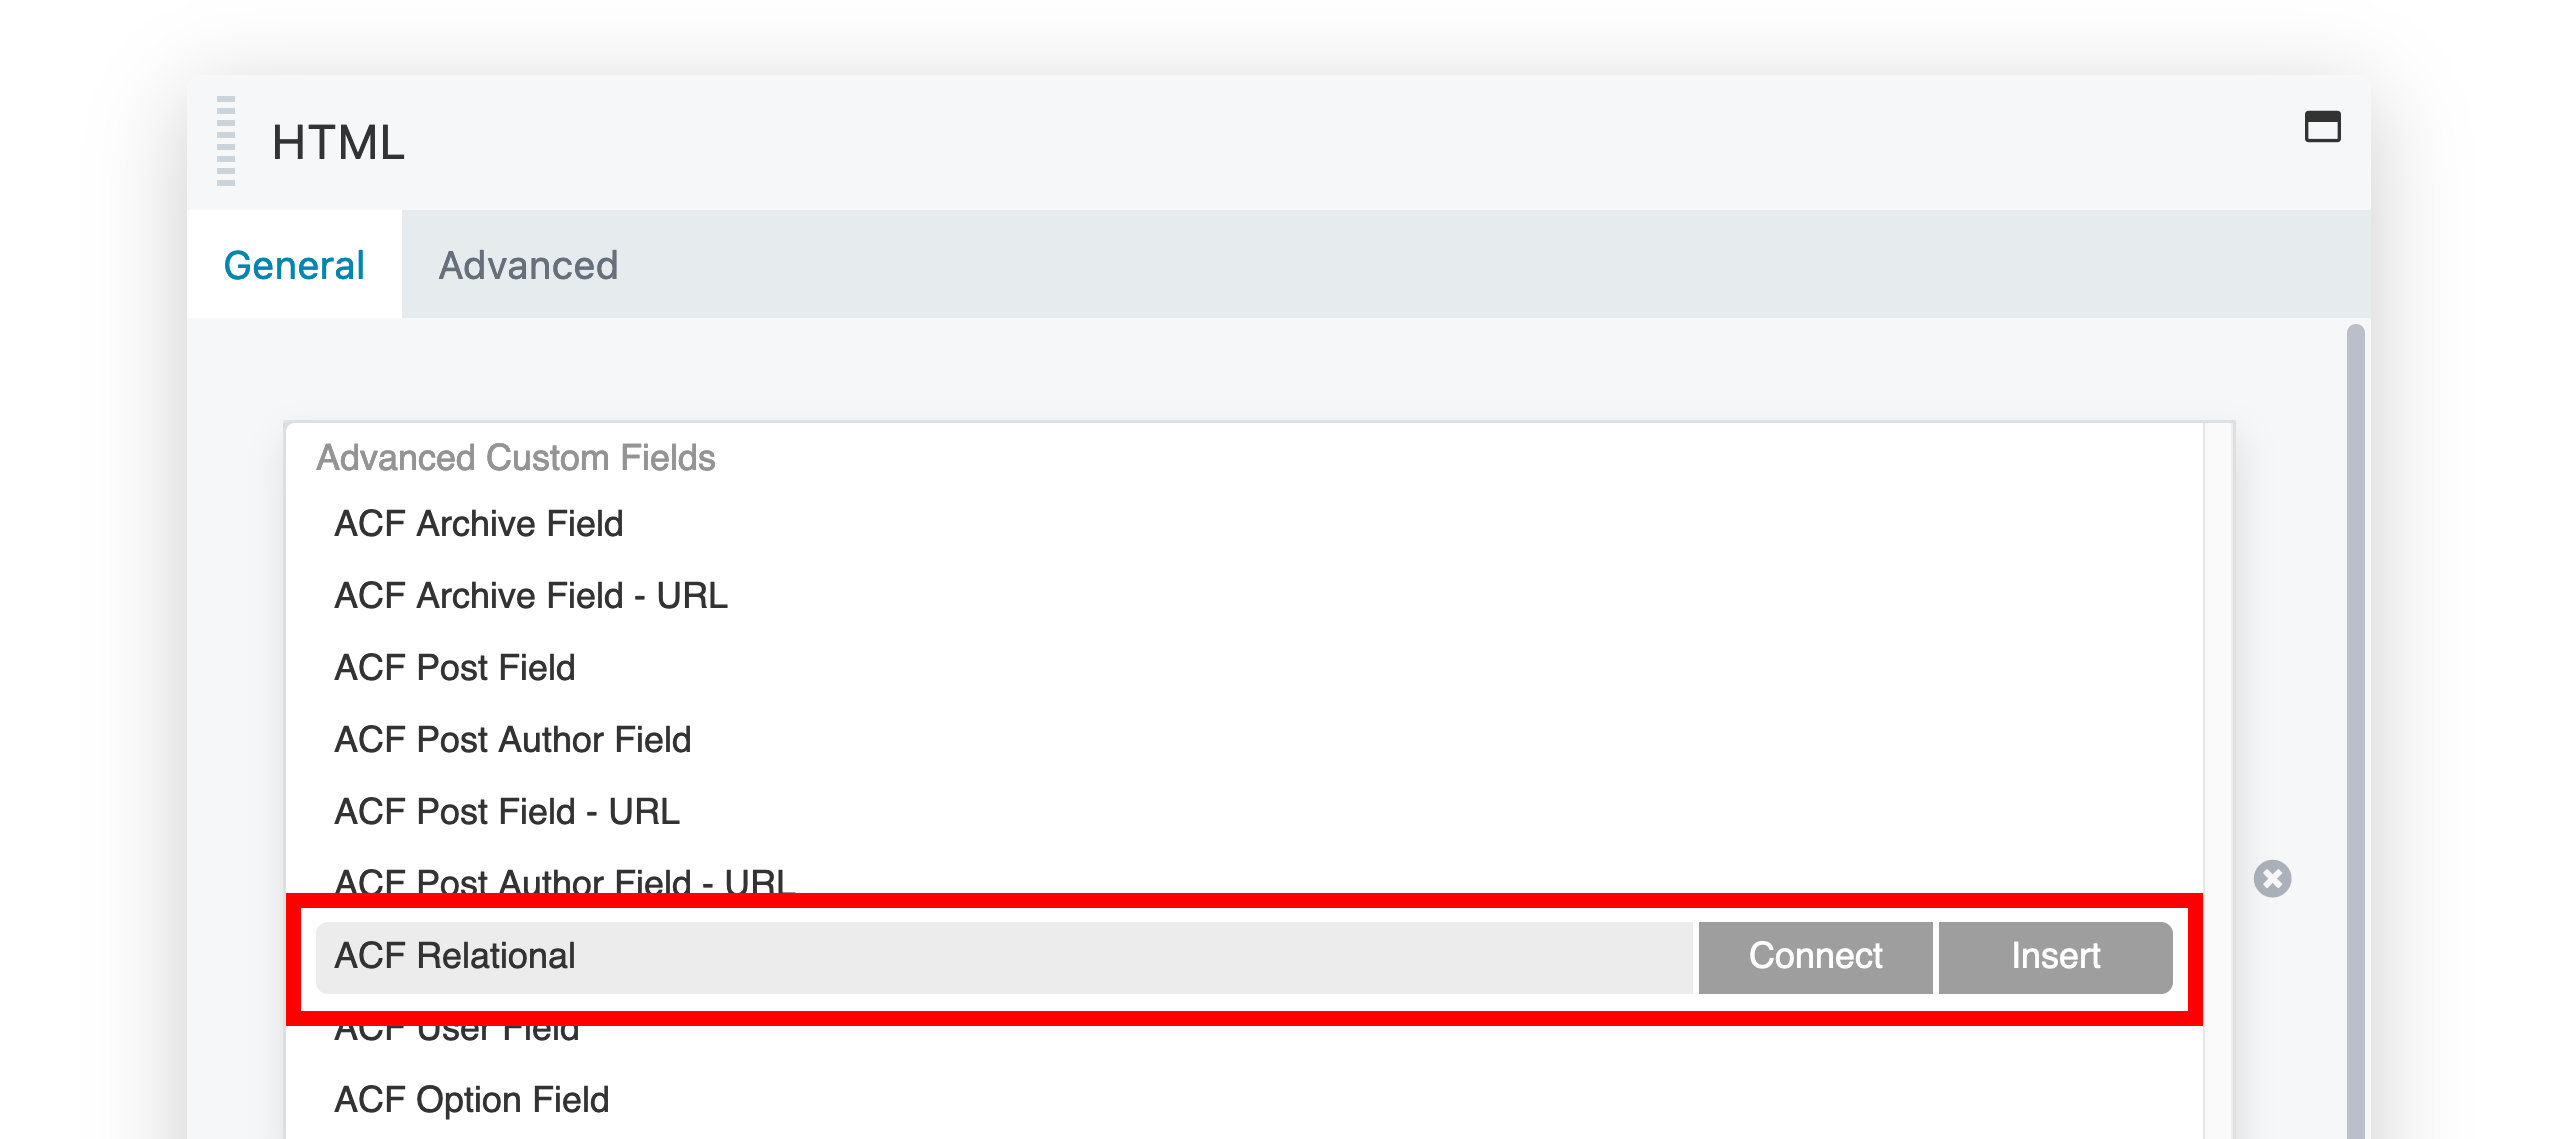 HTML
General Advanced
Advanced Custom Fields
ACF Archive Field
ACF Archive Field - URL
ACF Post Field
ACF Post Author Field
ACF Post Field - URL
ACF Post Author Field - URL
ACF Relational Connect Insert
ACF User Field
ACF Option Field